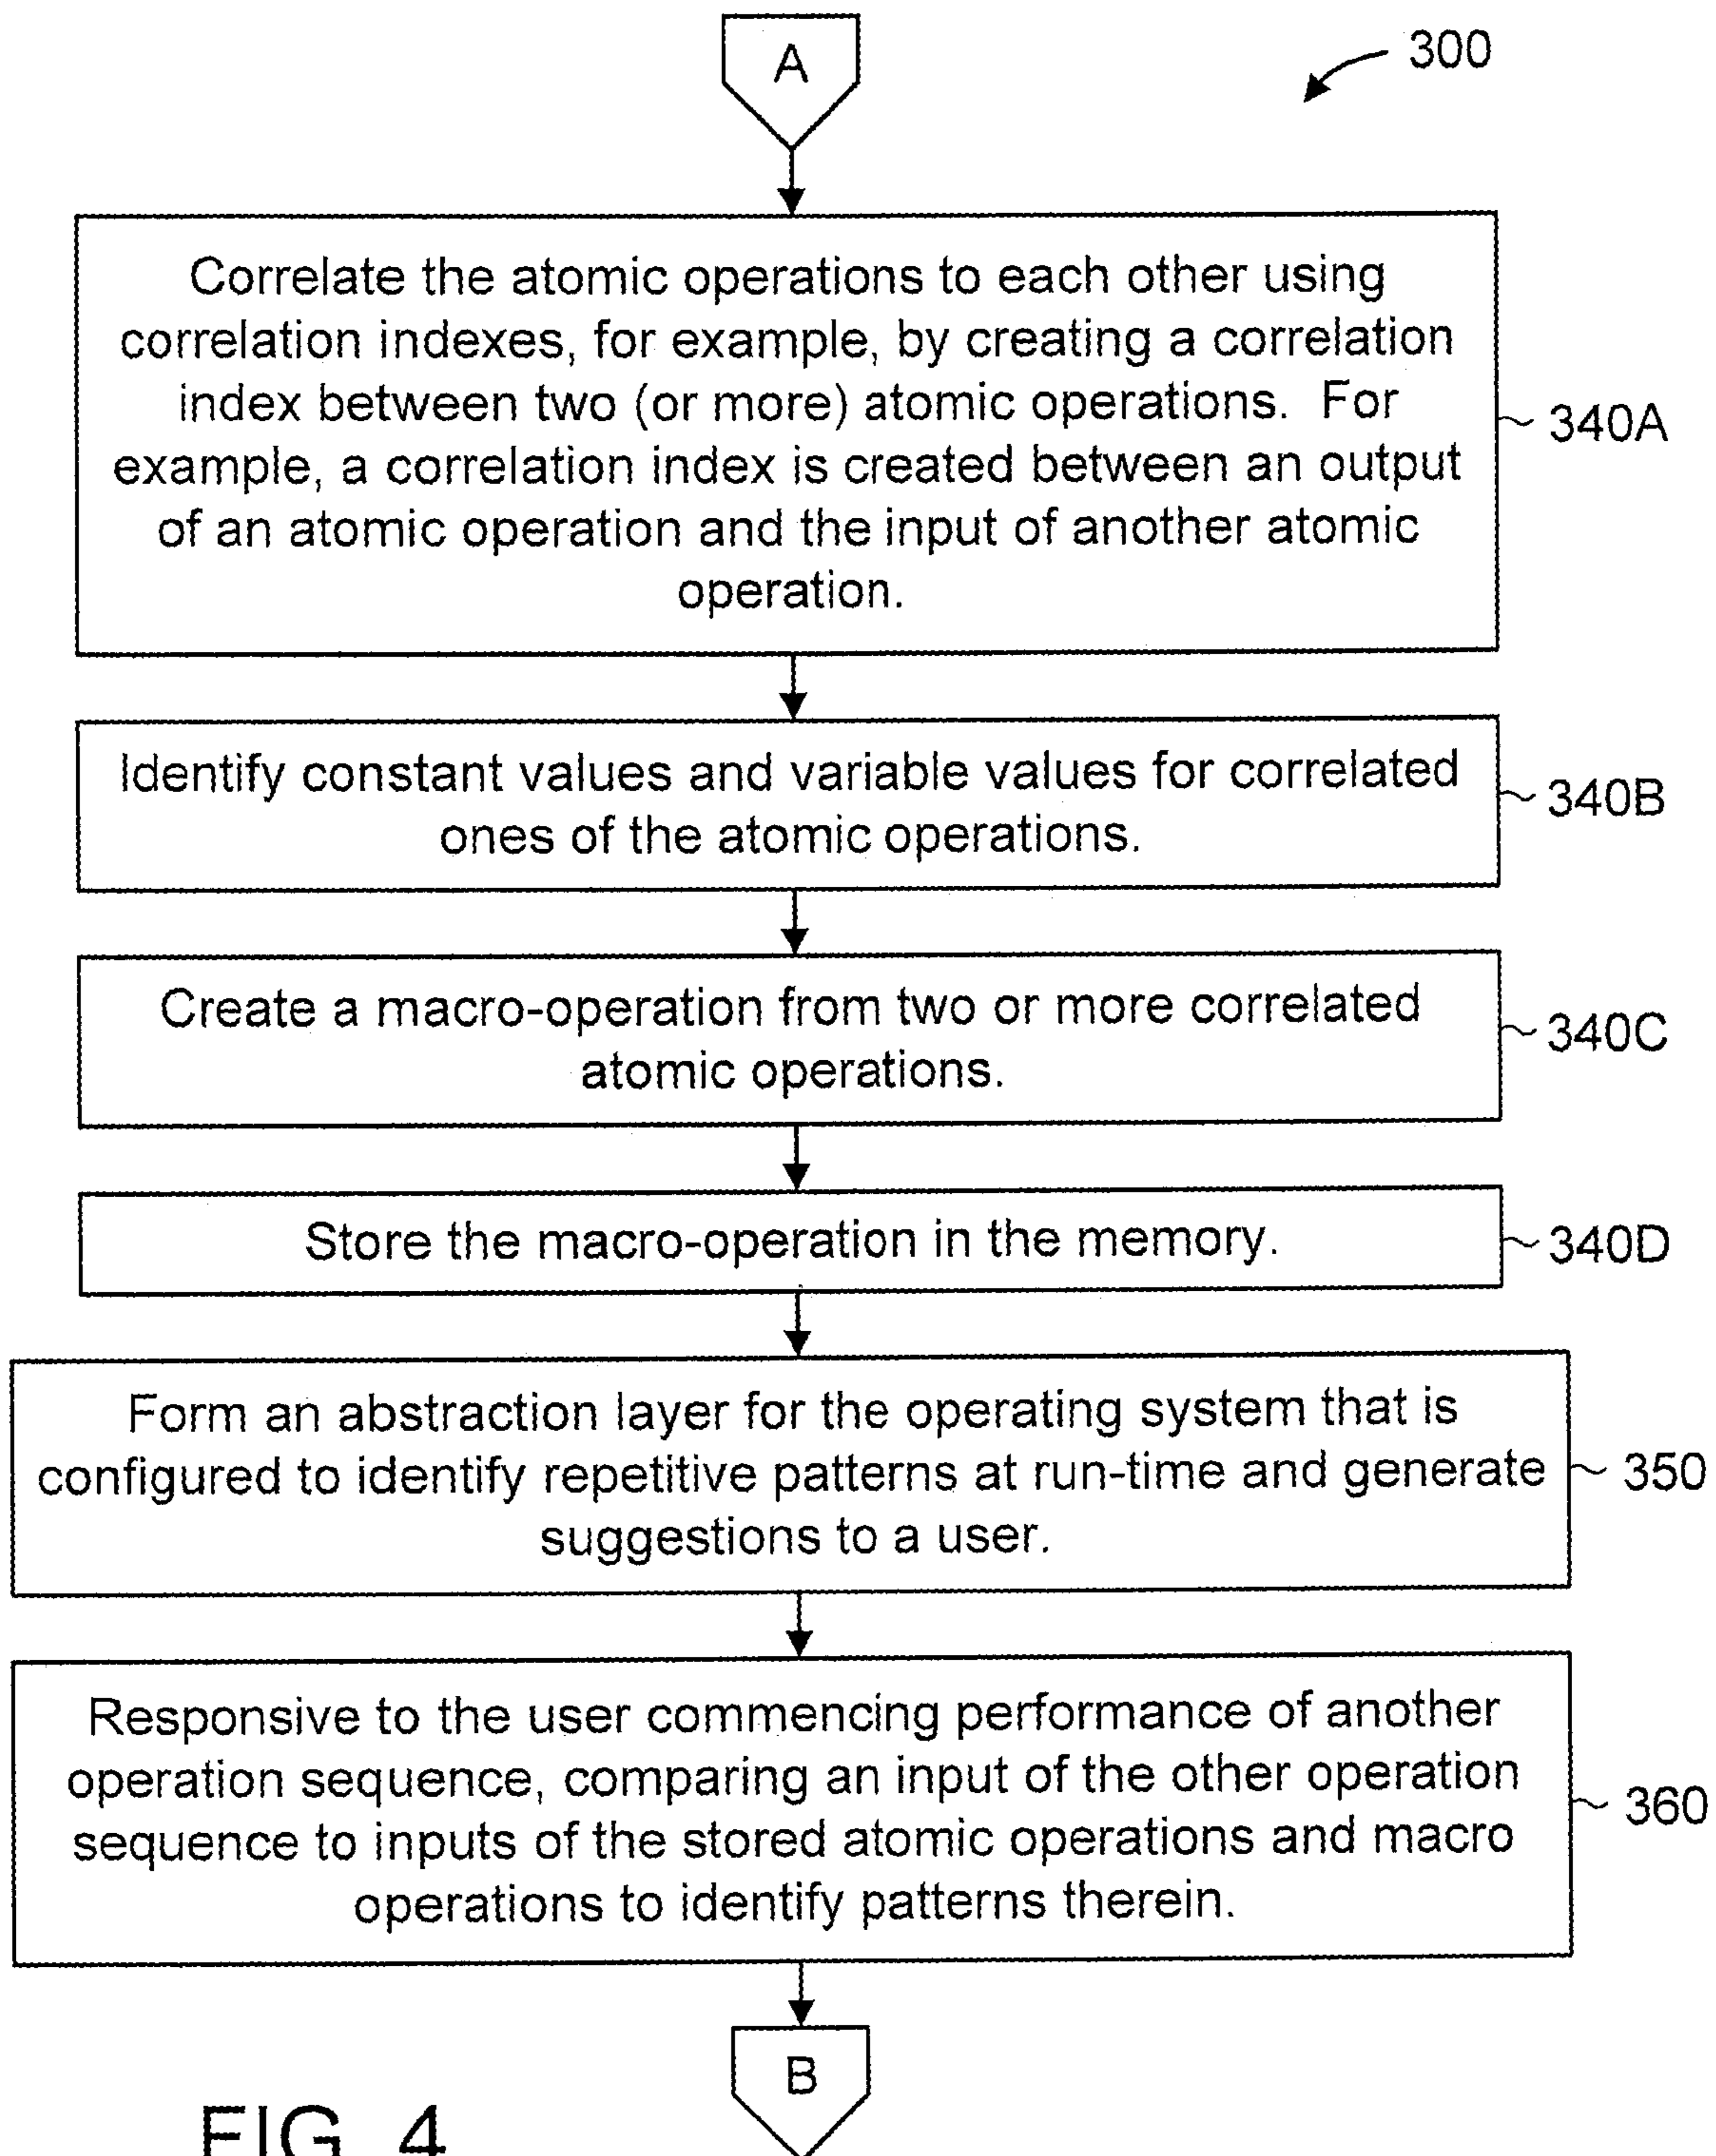 A
300
Correlate the atomic operations to each other using
correlation indexes, for example, by creating a correlation
index between two (or more) atomic operations.  For
example, a correlation index is created between an output
of an atomic operation and the input of another atomic
operation.
340A
Identify constant values and variable values for correlated
ones of the atomic operations.
340B
Create a macro-operation from two or more correlated
atomic operations.
340C
Store the macro-operation in the memory.
340D
Form an abstraction layer for the operating system that is
configured to identify repetitive patterns at run-time and generate
suggestions to a user.
350
Responsive to the user commencing performance of another
operation sequence, comparing an input of the other operation
sequence to inputs of the stored atomic operations and macro
operations to identify patterns therein.
360
B
FIG. 4